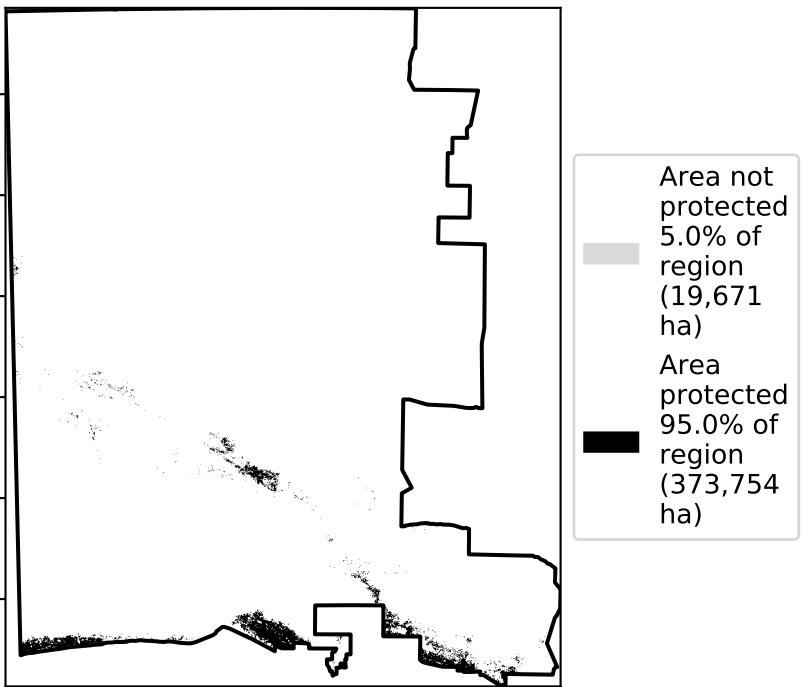 Area not
protected
5.0% of
region
(19,671
ha)
Area
protected
95.0% of
region
(373,754
ha)